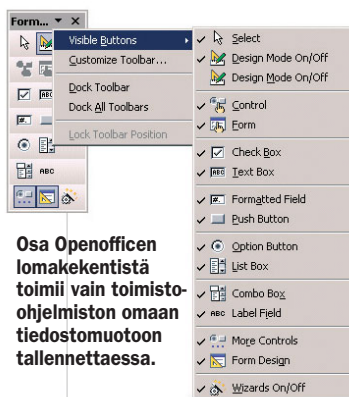 Form...
Visible Buttons
Customize Toolbar...
Dock Toolbar
Dock All Toolbars
Lock Toolbar Position
ABC
Select
Design Mode On/Off
Design Mode On/Off
Control
Form
Check Box
Text Box
Formatted Field
Push Button
Option Button
List Box
Combo Box
ABC Label Field
More Controls
Form Design
Wizards On/Off
Osa Openofficen
lomakekentistä
toimii vain toimisto-
ohjelmiston omaan
tiedostomuotoon
tallennettaessa.